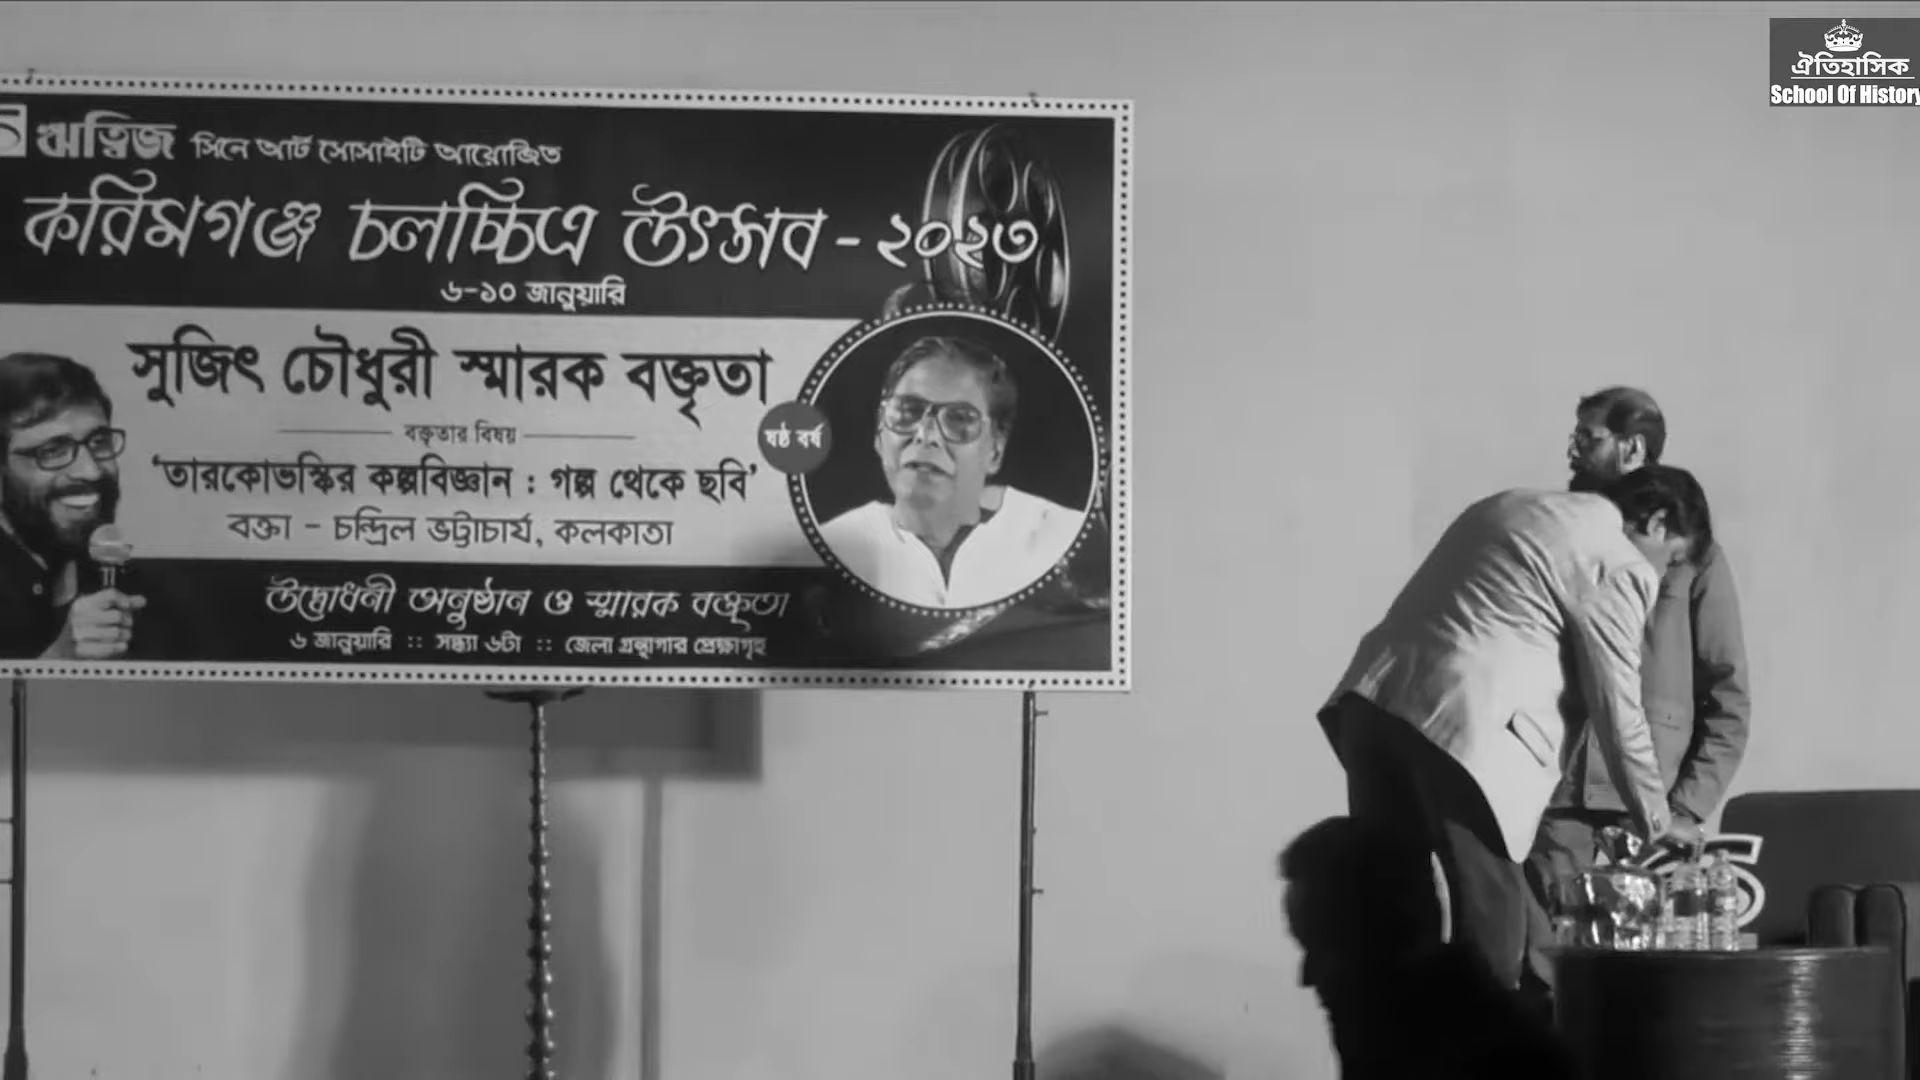 ঐতিহাসিক
School Of History
ঋত্বিজ সিনে আর্ট সোসাইটি আয়োজিত
করিমগঞ্জ চলচ্চিত্র উৎসব - ২০২৩
৬-১০ জানুয়ারি
সুজিৎ চৌধুরী স্মারক বক্তৃতা
ষষ্ঠ বর্ষ
বক্তৃতার বিষয়
'তারকোভস্কির কল্পবিজ্ঞান : গল্প থেকে ছবি'
বক্তা - চন্দ্রিল ভট্টাচার্য, কলকাতা
উদ্বোধনী অনুষ্ঠান ও স্মারক বক্তৃতা
৬ জানুয়ারি :: সন্ধ্যা ৬টা :: জেলা গ্রন্থাগার প্রেক্ষাগৃহ